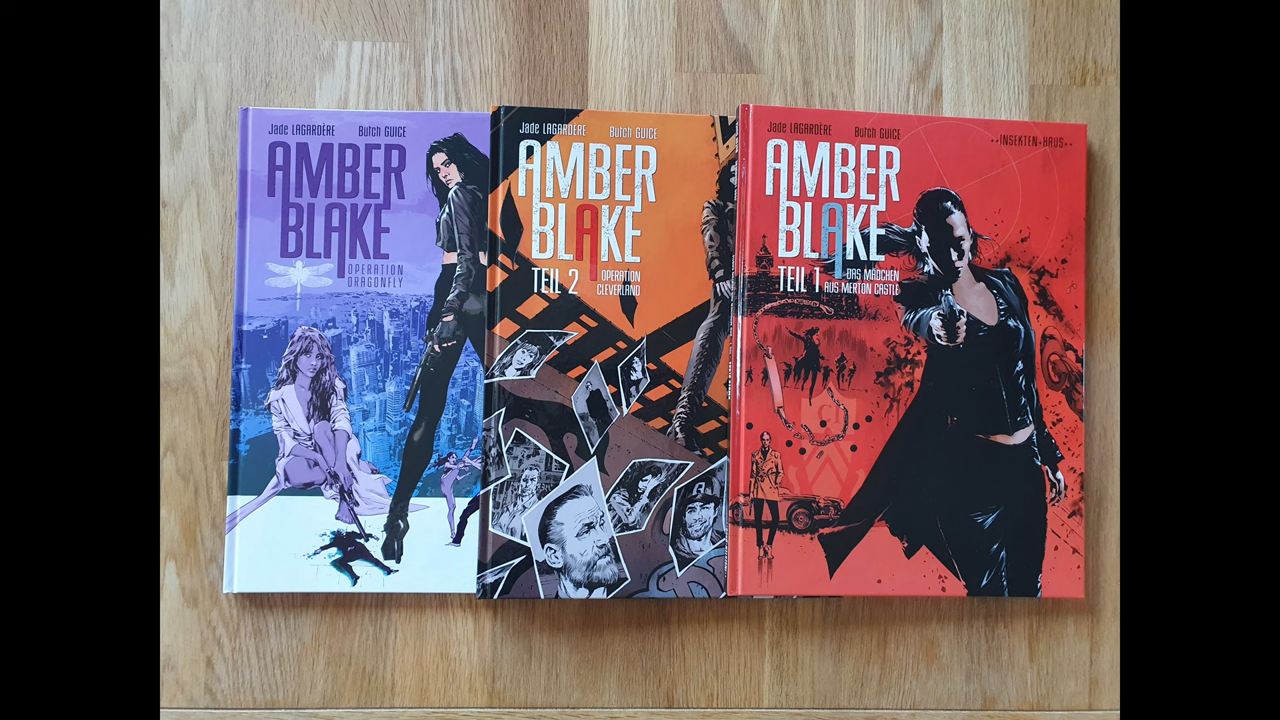 Jade LAGARDÈRE Butch GUICE
AMBER
BLAKE
OPERATION
DRAGONFLY
Jade LAGARDÈRE Butch GUICE
AMBER
BLAKE
TEIL 2 OPERATION
CLEVERLAND
Jade LAGARDÈRE Butch GUICE
++INSEKTEN+HAUS++
AMBER
BLAKE
TEIL 1 DAS MÄDCHEN
AUS MERTON CASTLE